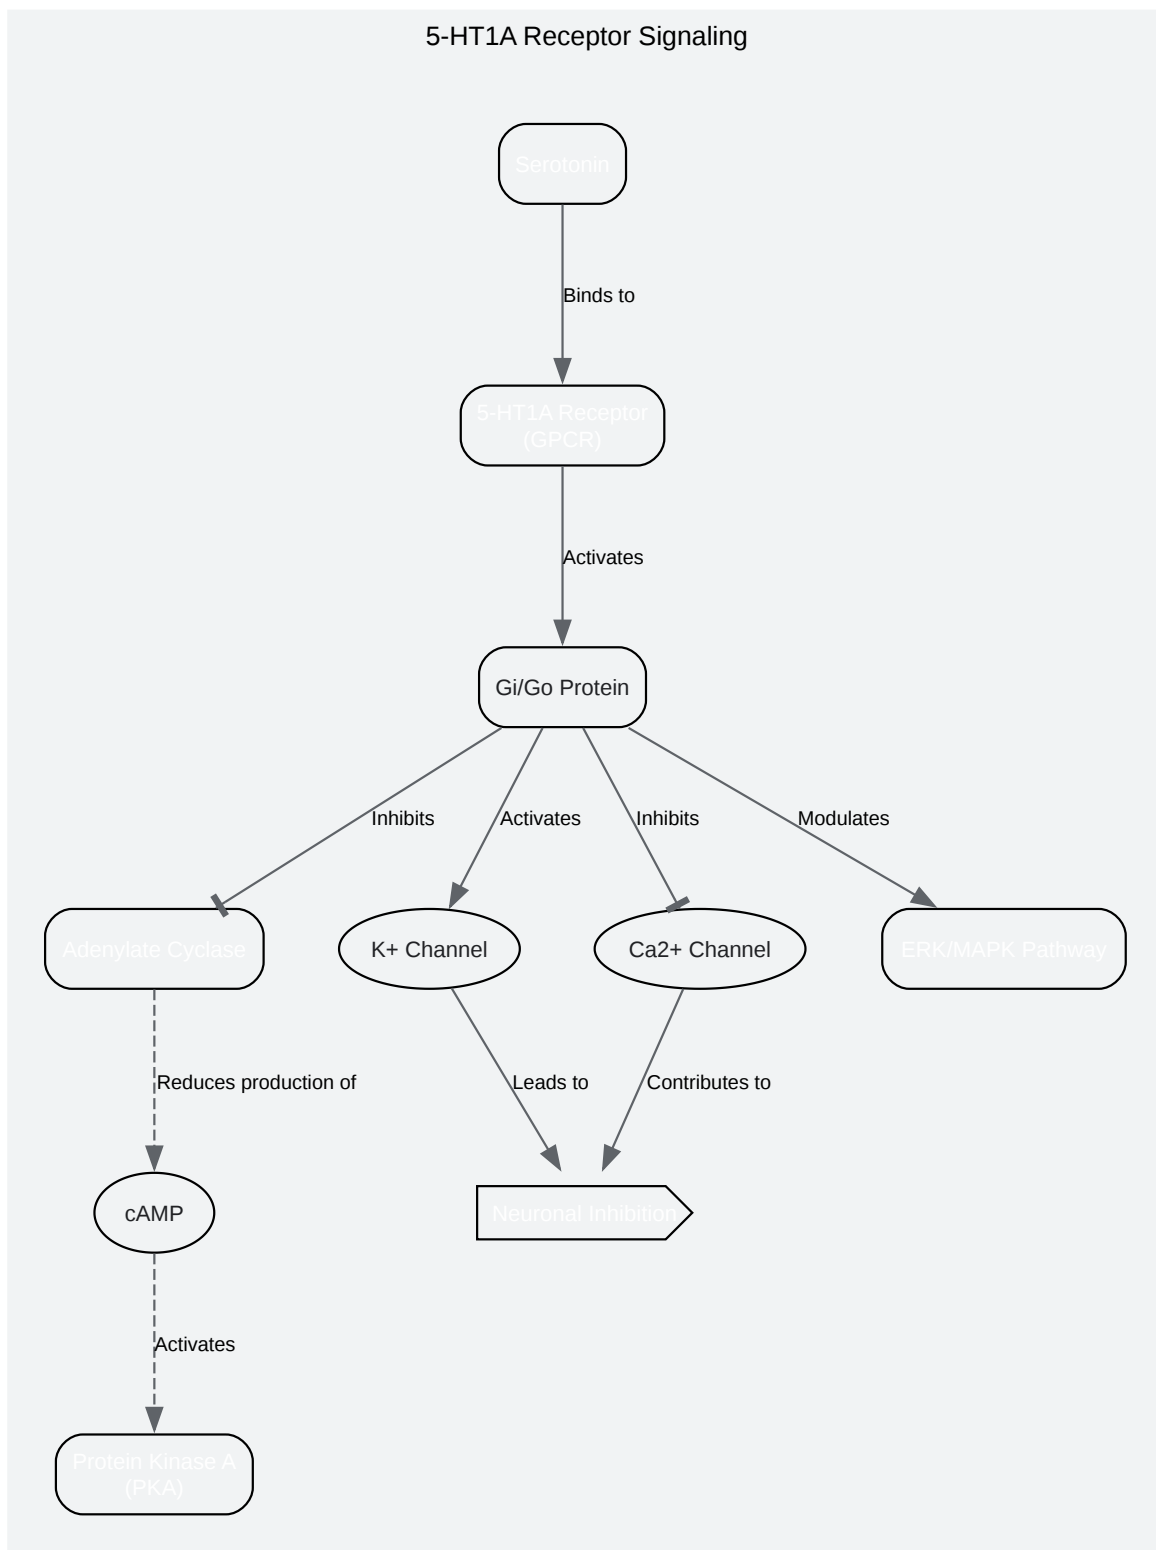 5-HT1A Receptor Signaling
Serotonin
Binds to
5-HT1A Receptor
(GPCR)
Activates
Gi/Go Protein
Inhibits
Activates
Inhibits
Modulates
Adenylate Cyclase
K+ Channel
Ca2+ Channel
ERK/MAPK Pathway
Reduces production of
Leads to
Contributes to
cAMP
Neuronal Inhibition
Activates
Protein Kinase A
(PKA)